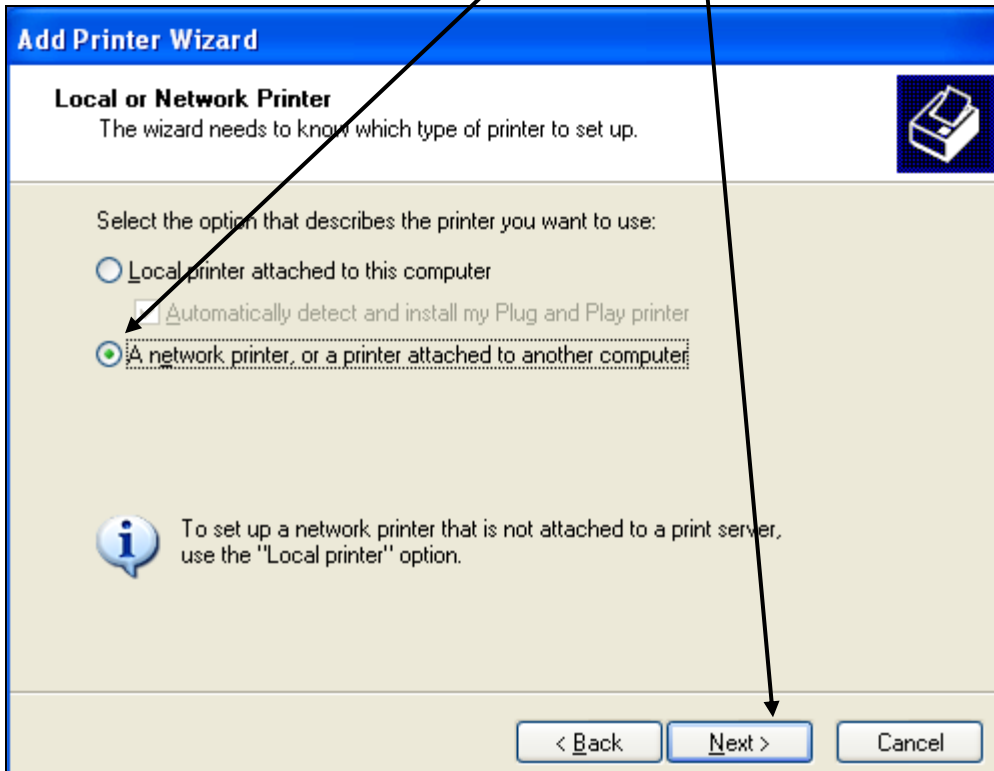 Add Printer Wizard
Local or Network Printer
The wizard needs to know which type of printer to set up.
Select the option that describes the printer you want to use:
Local printer attached to this computer
Automatically detect and install my Plug and Play printer
A network printer, or a printer attached to another computer
To set up a network printer that is not attached to a print server,
use the "Local printer" option.
< Back Next > Cancel